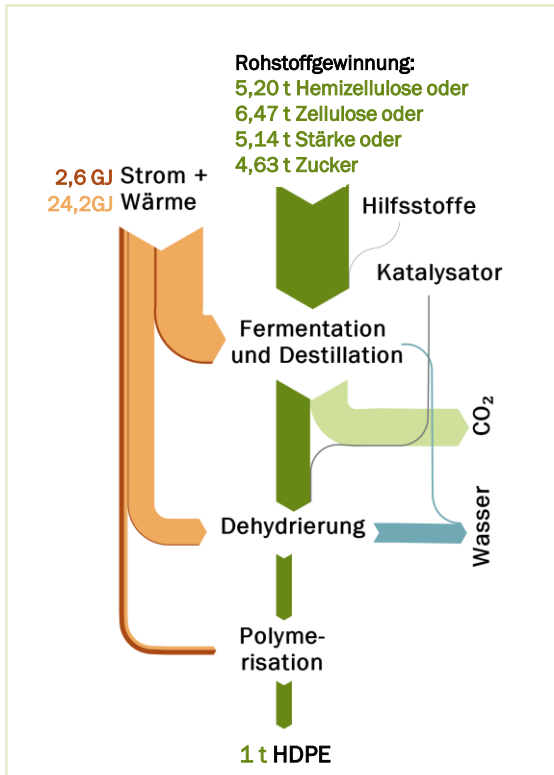 Rohstoffgewinnung:
5,20 t Hemizellulose oder
6,47 t Zellulose oder
5,14 t Stärke oder
4,63 t Zucker
2,6 GJ Strom +
24,2GJ Wärme
Hilfsstoffe
Katalysator
Fermentation
und Destillation
CO₂
Dehydrierung
Wasser
Polyme-
risation
1 t HDPE